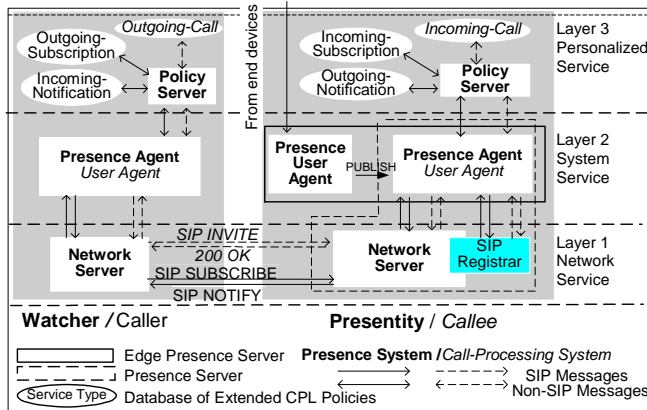 Outgoing-
Subscription
Outgoing-Call
Incoming-
Notification
Policy
Server
From end devices
Incoming-
Subscription
Incoming-Call
Outgoing-
Notification
Policy
Server
Layer 3
Personalized
Service
Presence Agent
User Agent
Presence
User
Agent
PUBLISH
Presence Agent
User Agent
Layer 2
System
Service
Network
Server
SIP INVITE
200 OK
SIP SUBSCRIBE
SIP NOTIFY
Network
Server
SIP
Registrar
Layer 1
Network
Service
Watcher /Caller
Presentity / Callee
Edge Presence Server
Presence Server
Service Type
Database of Extended CPL Policies
Presence System /Call-Processing System
SIP Messages
Non-SIP Messages